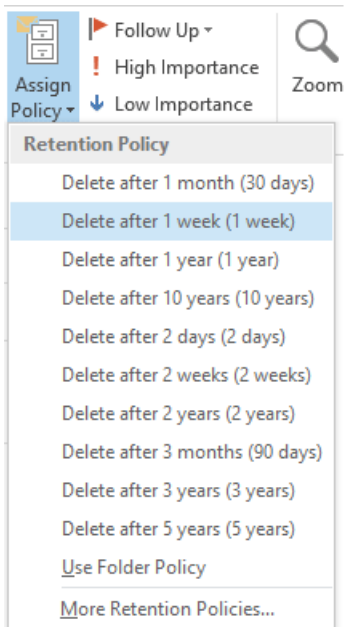 Assign
Policy
Follow Up
High Importance
Low Importance
Zoom
Retention Policy
Delete after 1 month (30 days)
Delete after 1 week (1 week)
Delete after 1 year (1 year)
Delete after 10 years (10 years)
Delete after 2 days (2 days)
Delete after 2 weeks (2 weeks)
Delete after 2 years (2 years)
Delete after 3 months (90 days)
Delete after 3 years (3 years)
Delete after 5 years (5 years)
Use Folder Policy
More Retention Policies...